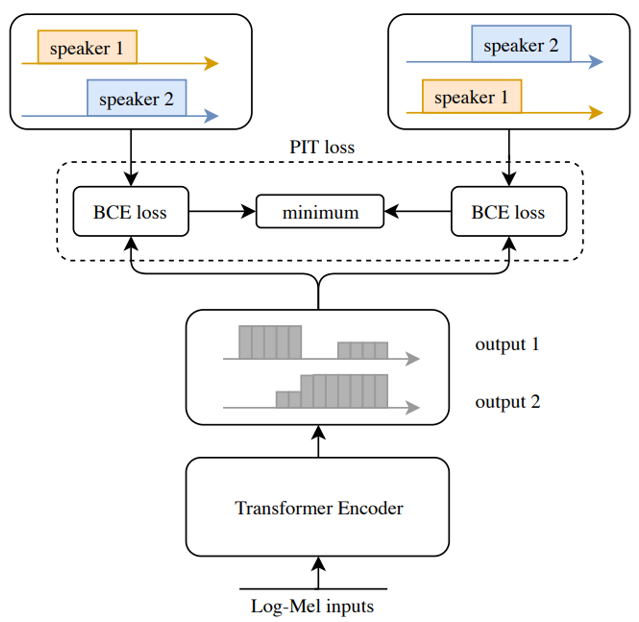 speaker 1
speaker 2
speaker 2
speaker 1
PIT loss
BCE loss
minimum
BCE loss
output 1
output 2
Transformer Encoder
Log-Mel inputs